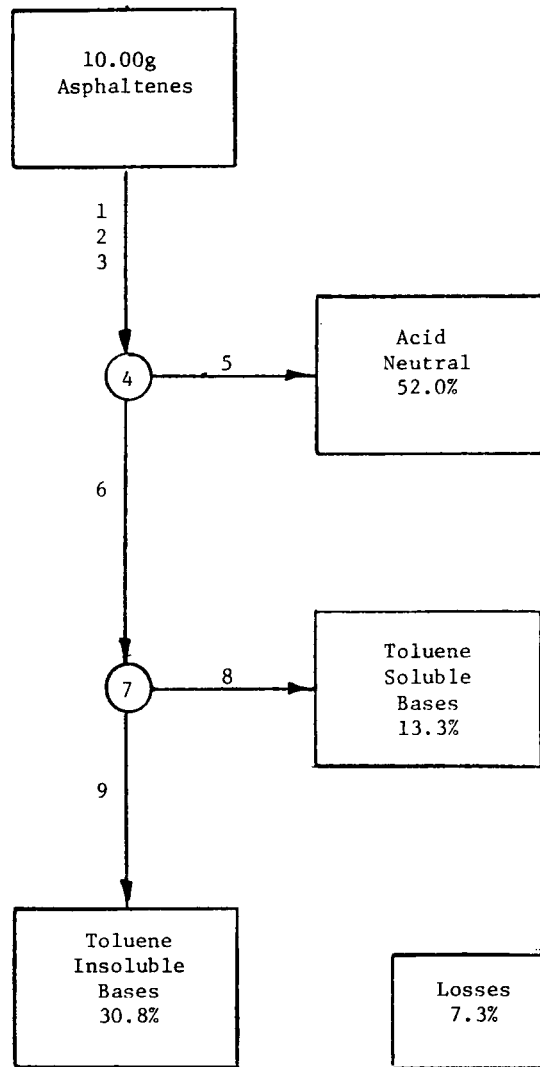 10.00g
Asphaltenes
1
2
3
4
5
Acid
Neutral
52.0%
6
7
8
Toluene
Soluble
Bases
13.3%
9
Toluene
Insoluble
Bases
30.8%
Losses
7.3%